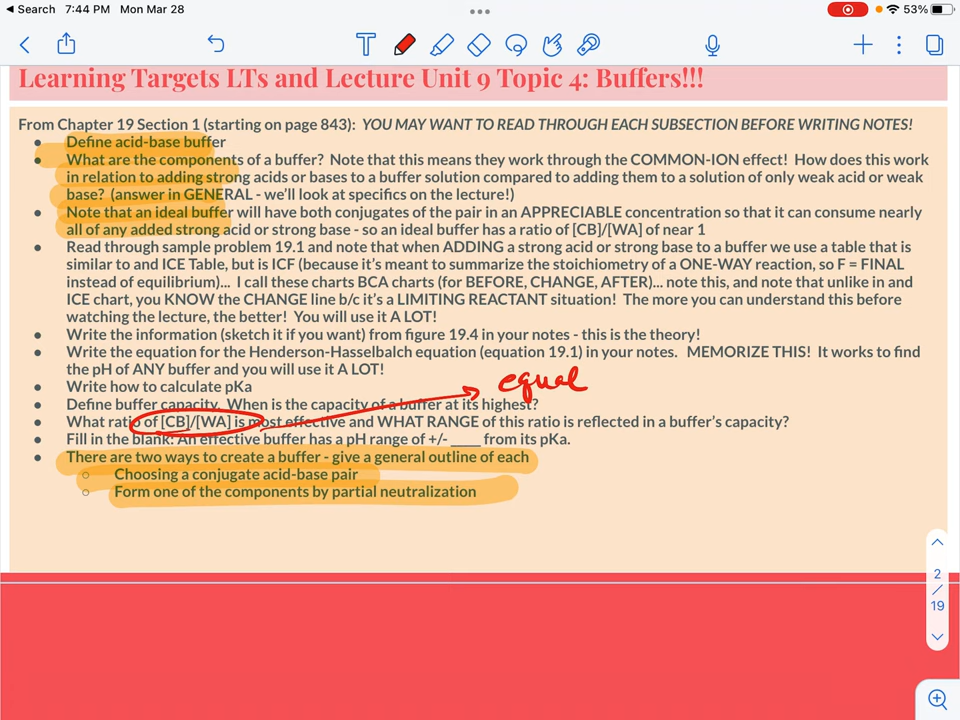 Search 7:44 PM Mon Mar 28 53%
Learning Targets LTs and Lecture Unit 9 Topic 4: Buffers!!!
From Chapter 19 Section 1 (starting on page 843): YOU MAY WANT TO READ THROUGH EACH SUBSECTION BEFORE WRITING NOTES!
● Define acid-base buffer
● What are the components of a buffer? Note that this means they work through the COMMON-ION effect! How does this work
in relation to adding strong acids or bases to a buffer solution compared to adding them to a solution of only weak acid or weak
base? (answer in GENERAL - we'll look at specifics on the lecture!)
● Note that an ideal buffer will have both conjugates of the pair in an APPRECIABLE concentration so that it can consume nearly
all of any added strong acid or strong base - so an ideal buffer has a ratio of [CB]/[WA] of near 1
● Read through sample problem 19.1 and note that when ADDING a strong acid or strong base to a buffer we use a table that is
similar to and ICE Table, but is ICF (because it's meant to summarize the stoichiometry of a ONE-WAY reaction, so F = FINAL
instead of equilibrium)... I call these charts BCA charts (for BEFORE, CHANGE, AFTER)... note this, and note that unlike in and
ICE chart, you KNOW the CHANGE line b/c it's a LIMITING REACTANT situation! The more you can understand this before
watching the lecture, the better! You will use it A LOT!
● Write the information (sketch it if you want) from figure 19.4 in your notes - this is the theory!
● Write the equation for the Henderson-Hasselbalch equation (equation 19.1) in your notes. MEMORIZE THIS! It works to find
the pH of ANY buffer and you will use it A LOT!
equal
● Write how to calculate pKa
● Define buffer capacity. When is the capacity of a buffer at its highest?
● What ratio of [CB]/[WA] is most effective and WHAT RANGE of this ratio is reflected in a buffer's capacity?
● Fill in the blank: An effective buffer has a pH range of +/- ____ from its pKa.
● There are two ways to create a buffer - give a general outline of each
○ Choosing a conjugate acid-base pair
○ Form one of the components by partial neutralization
2
/
19